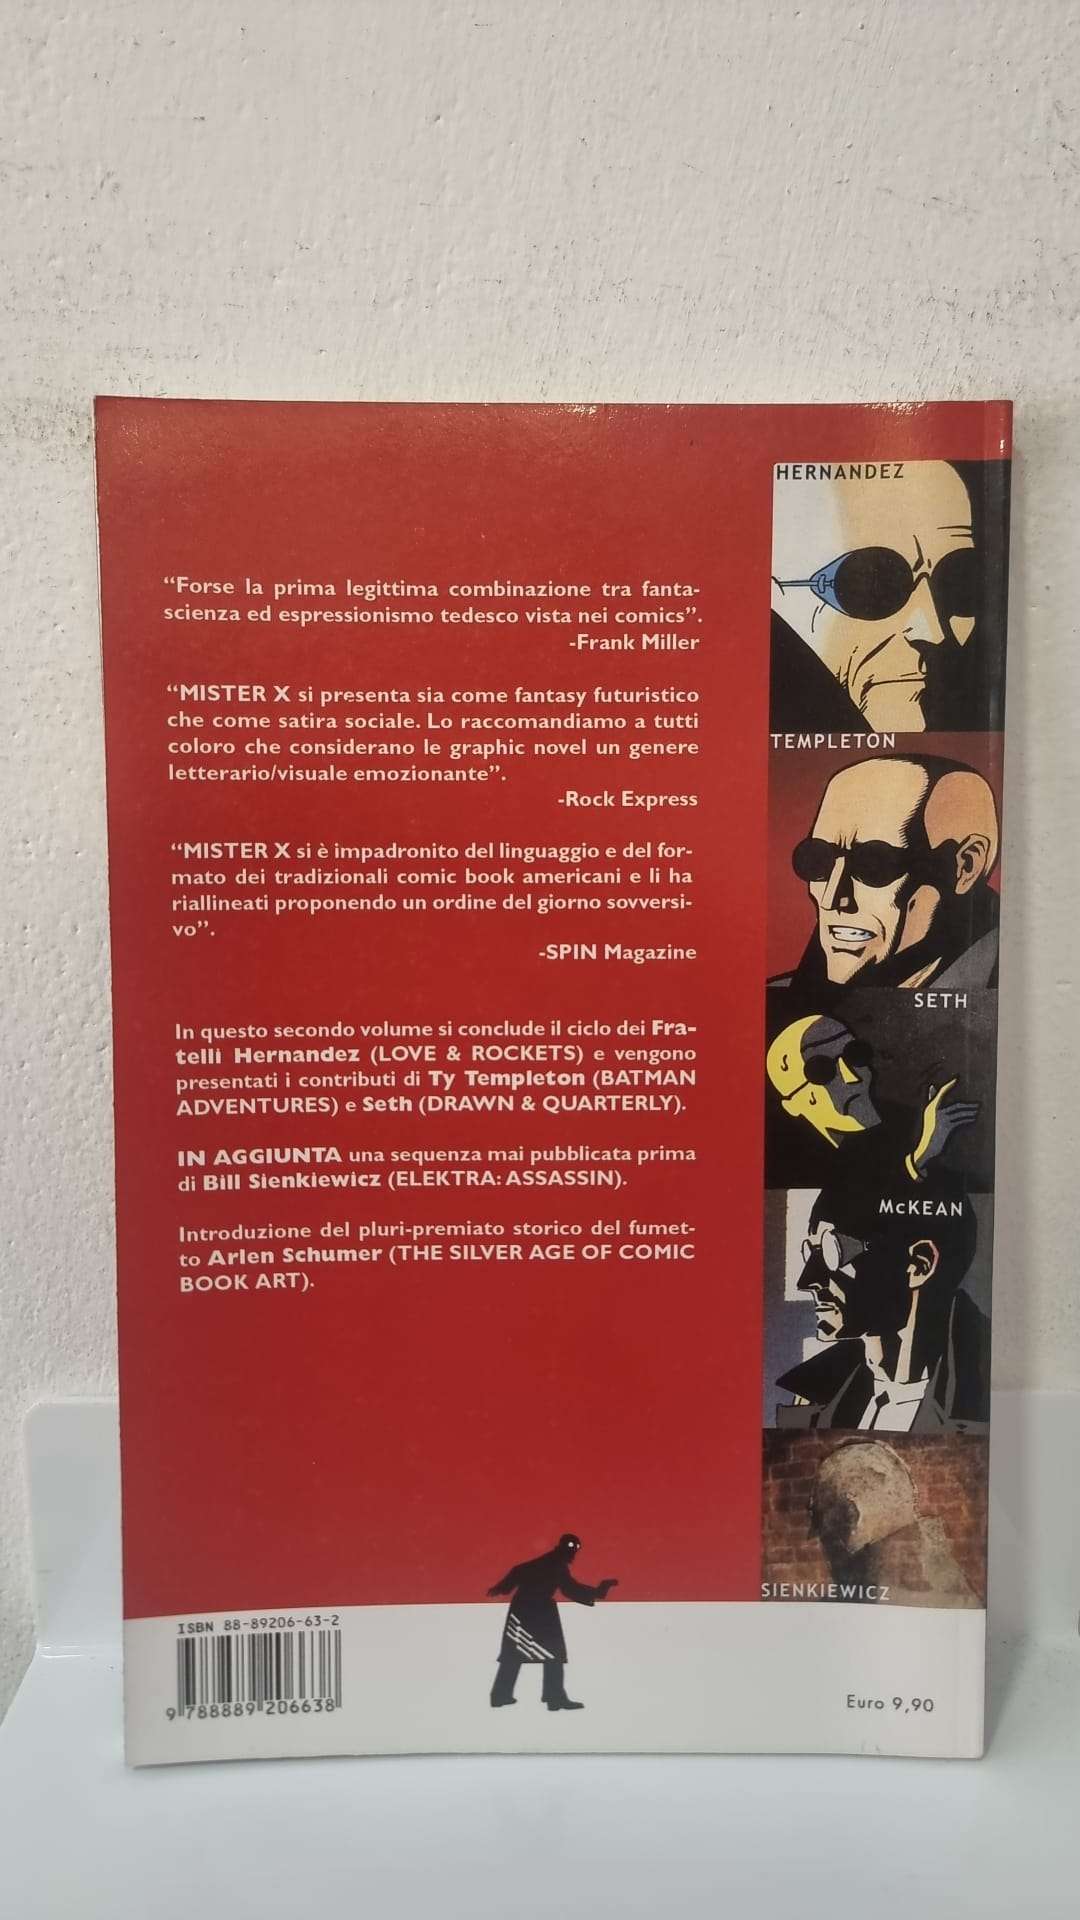 “Forse la prima legittima combinazione tra fanta-
scienza ed espressionismo tedesco vista nei comics”.
-Frank Miller
“MISTER X si presenta sia come fantasy futuristico
che come satira sociale. Lo raccomandiamo a tutti
coloro che considerano le graphic novel un genere
letterario/visuale emozionante”.
-Rock Express
“MISTER X si è impadronito del linguaggio e del for-
mato dei tradizionali comic book americani e li ha
riallineati proponendo un ordine del giorno sovversi-
vo”.
-SPIN Magazine
In questo secondo volume si conclude il ciclo dei Fra-
telli Hernandez (LOVE & ROCKETS) e vengono
presentati i contributi di Ty Templeton (BATMAN
ADVENTURES) e Seth (DRAWN & QUARTERLY).
IN AGGIUNTA una sequenza mai pubblicata prima
di Bill Sienkiewicz (ELEKTRA: ASSASSIN).
Introduzione del pluri-premiato storico del fumet-
to Arlen Schumer (THE SILVER AGE OF COMIC
BOOK ART).
HERNANDEZ
TEMPLETON
SETH
McKEAN
SIENKIEWICZ
ISBN 88-89206-63-2
9 788889 206638
Euro 9,90